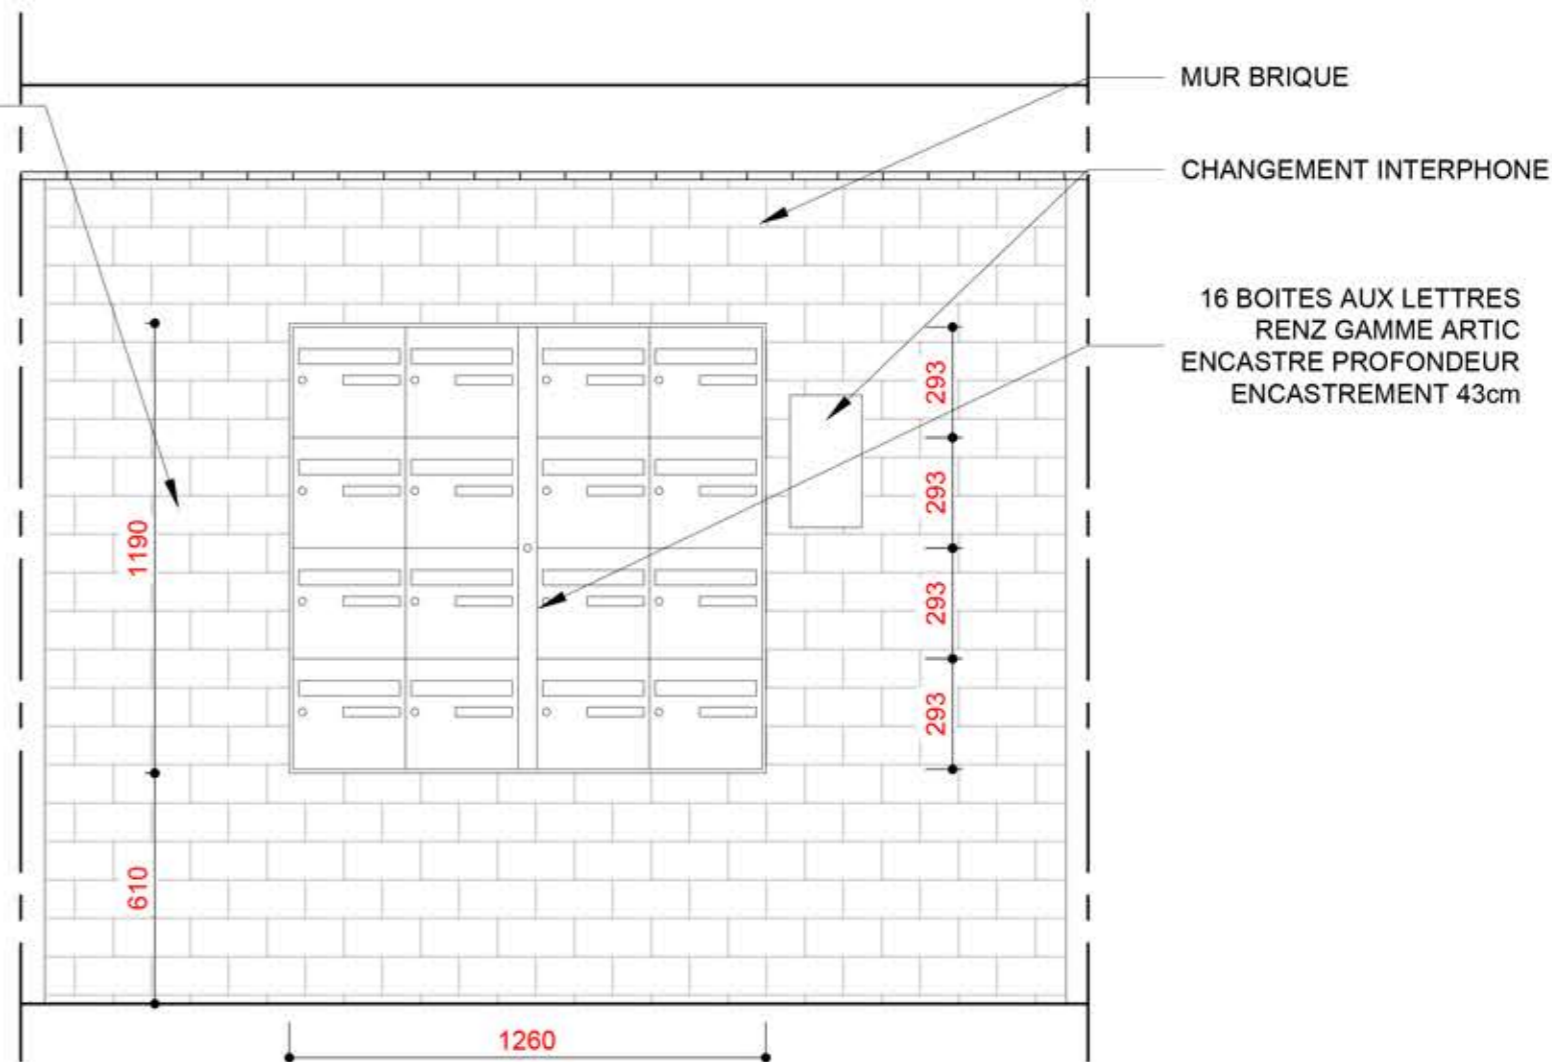 MUR BRIQUE
CHANGEMENT INTERPHONE
16 BOITES AUX LETTRES
RENZ GAMME ARTIC
ENCASTRE PROFONDEUR
ENCASTREMENT 43cm
293
293
293
293
1190
610
1260